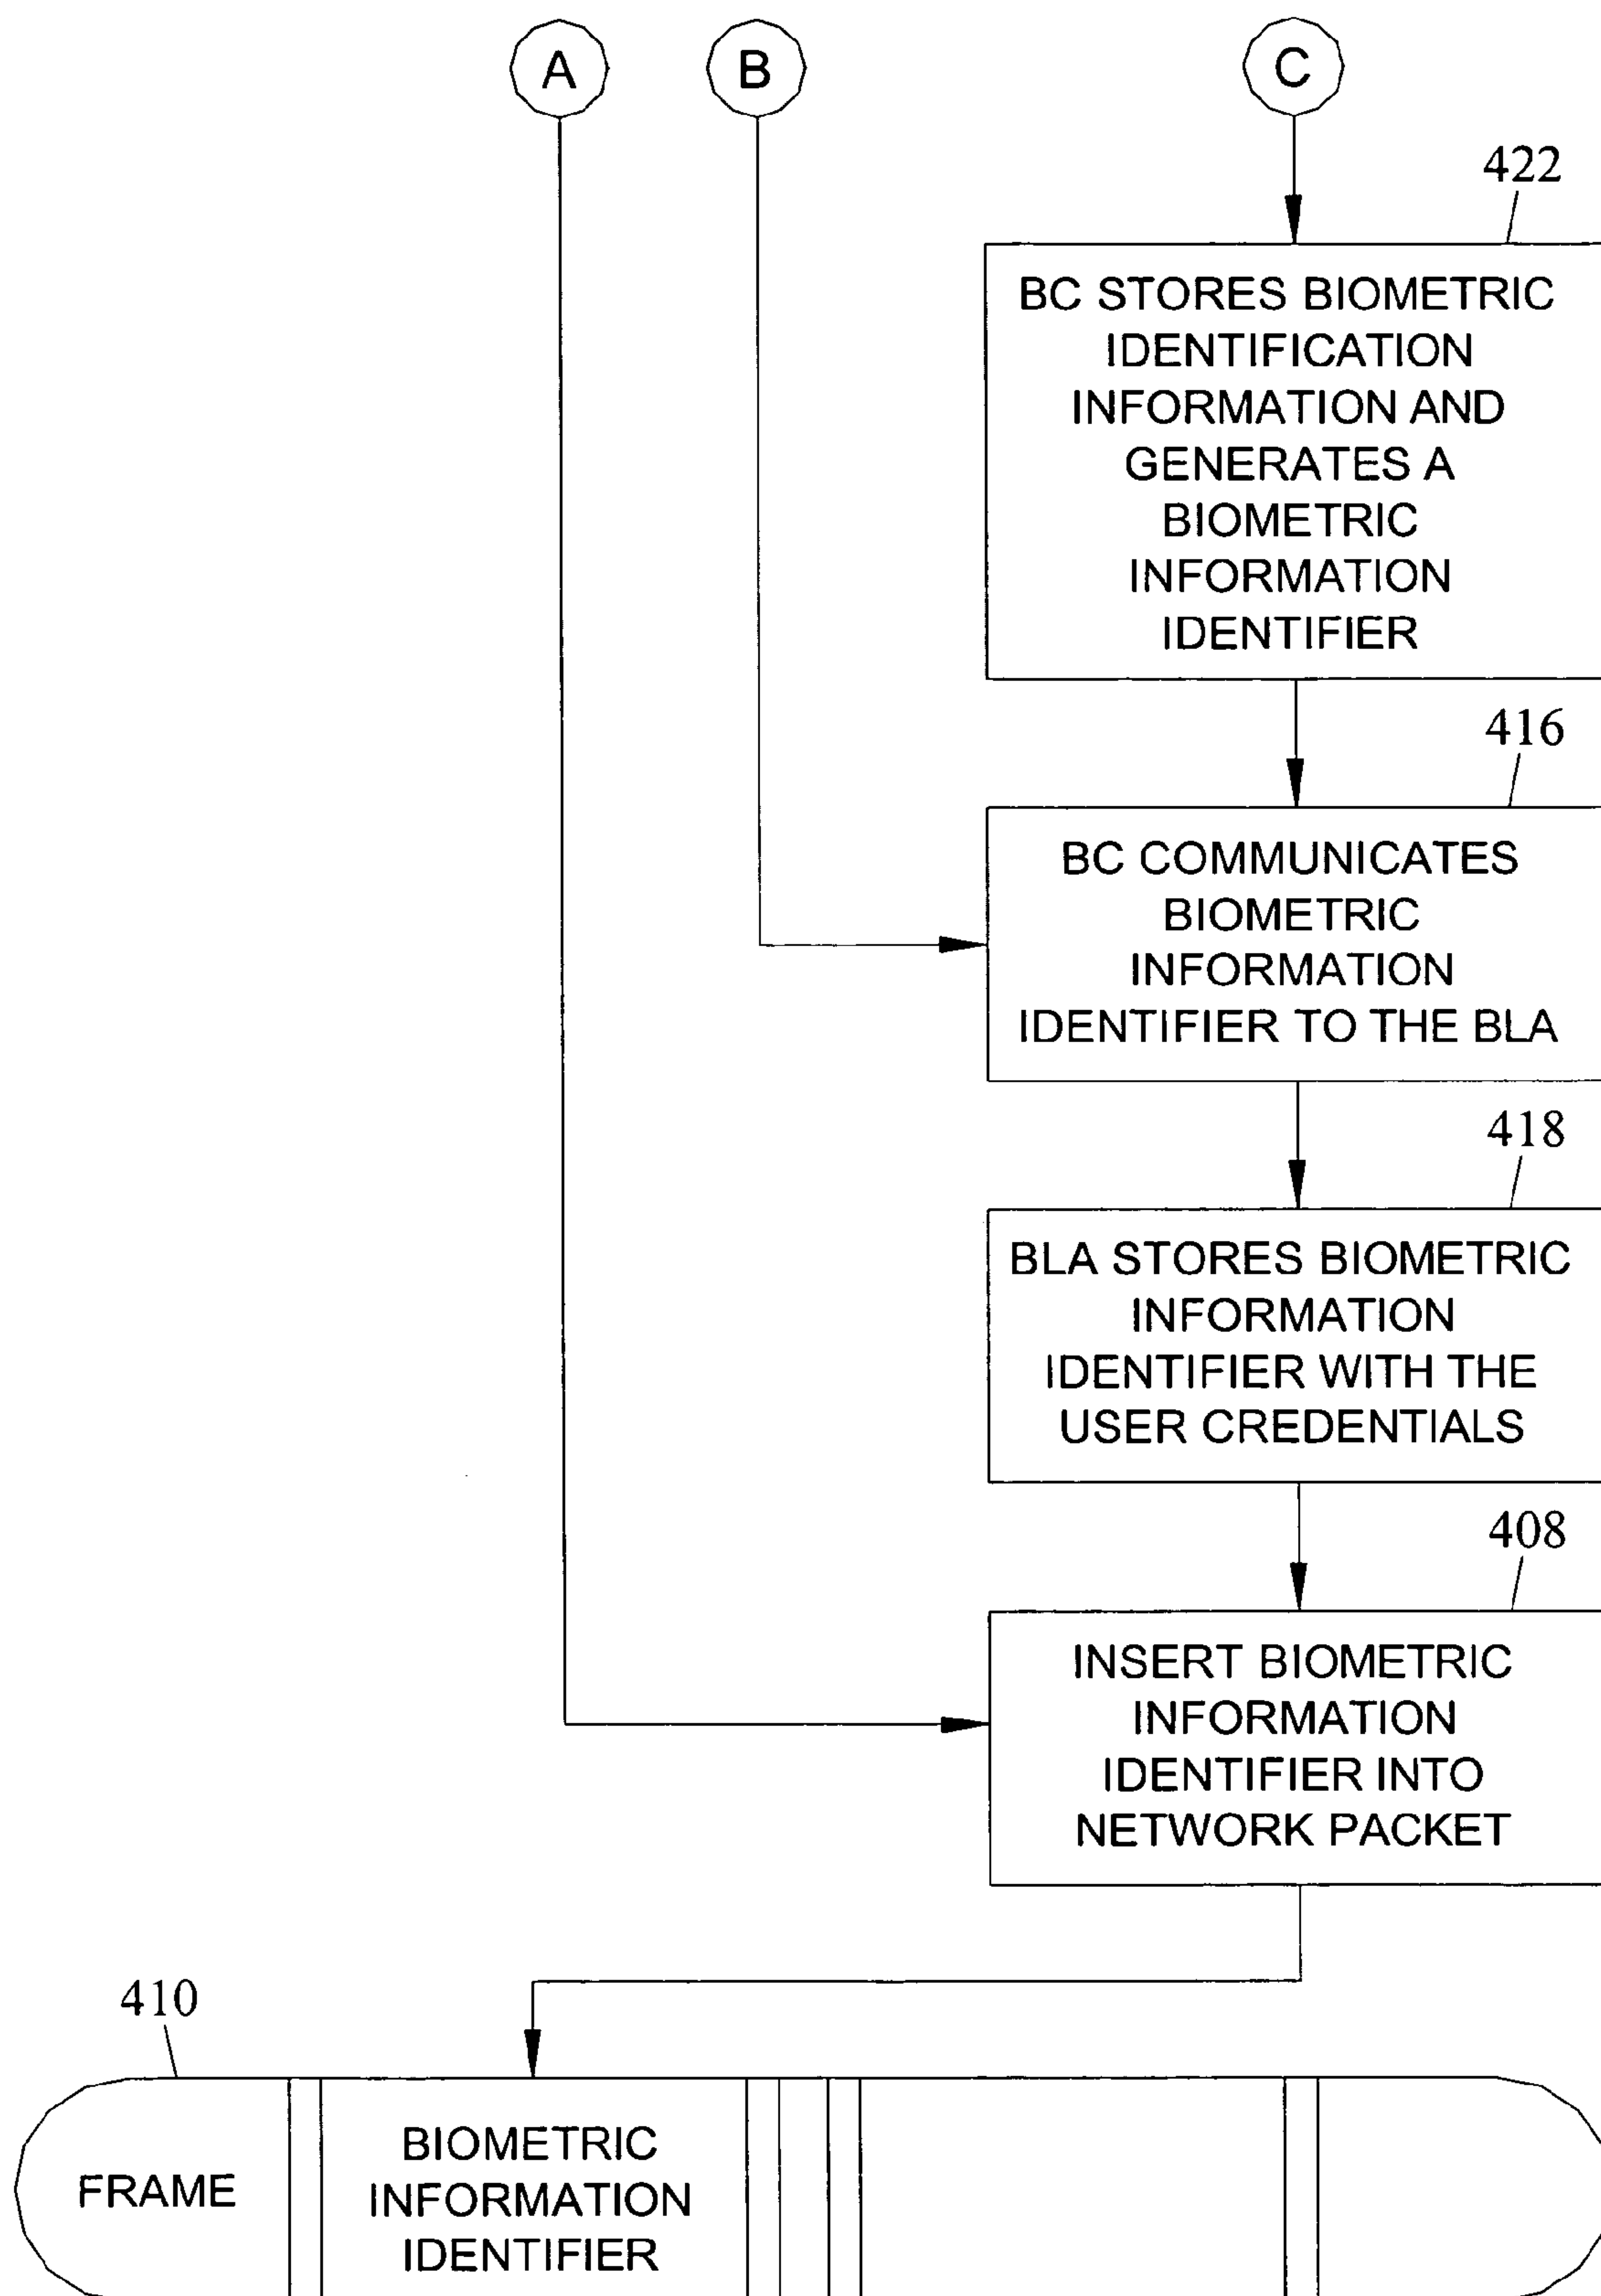 A
B
C
422
BC STORES BIOMETRIC
IDENTIFICATION
INFORMATION AND
GENERATES A
BIOMETRIC
INFORMATION
IDENTIFIER
416
BC COMMUNICATES
BIOMETRIC
INFORMATION
IDENTIFIER TO THE BLA
418
BLA STORES BIOMETRIC
INFORMATION
IDENTIFIER WITH THE
USER CREDENTIALS
408
INSERT BIOMETRIC
INFORMATION
IDENTIFIER INTO
NETWORK PACKET
410
FRAME
BIOMETRIC
INFORMATION
IDENTIFIER